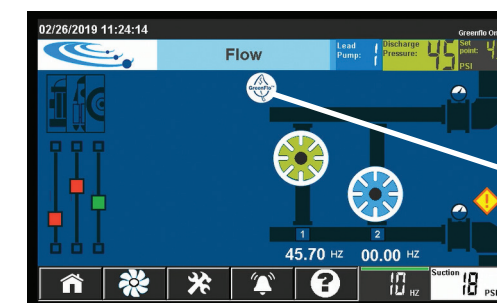 02/26/2019 11:24:14
Greenflo On
Flow
Lead Pump: 1
Discharge Pressure: 45 PSI
Set point:
GreenFlo™
1 2
45.70 HZ 00.00 HZ
?
10 HZ
Suction 18 PSI